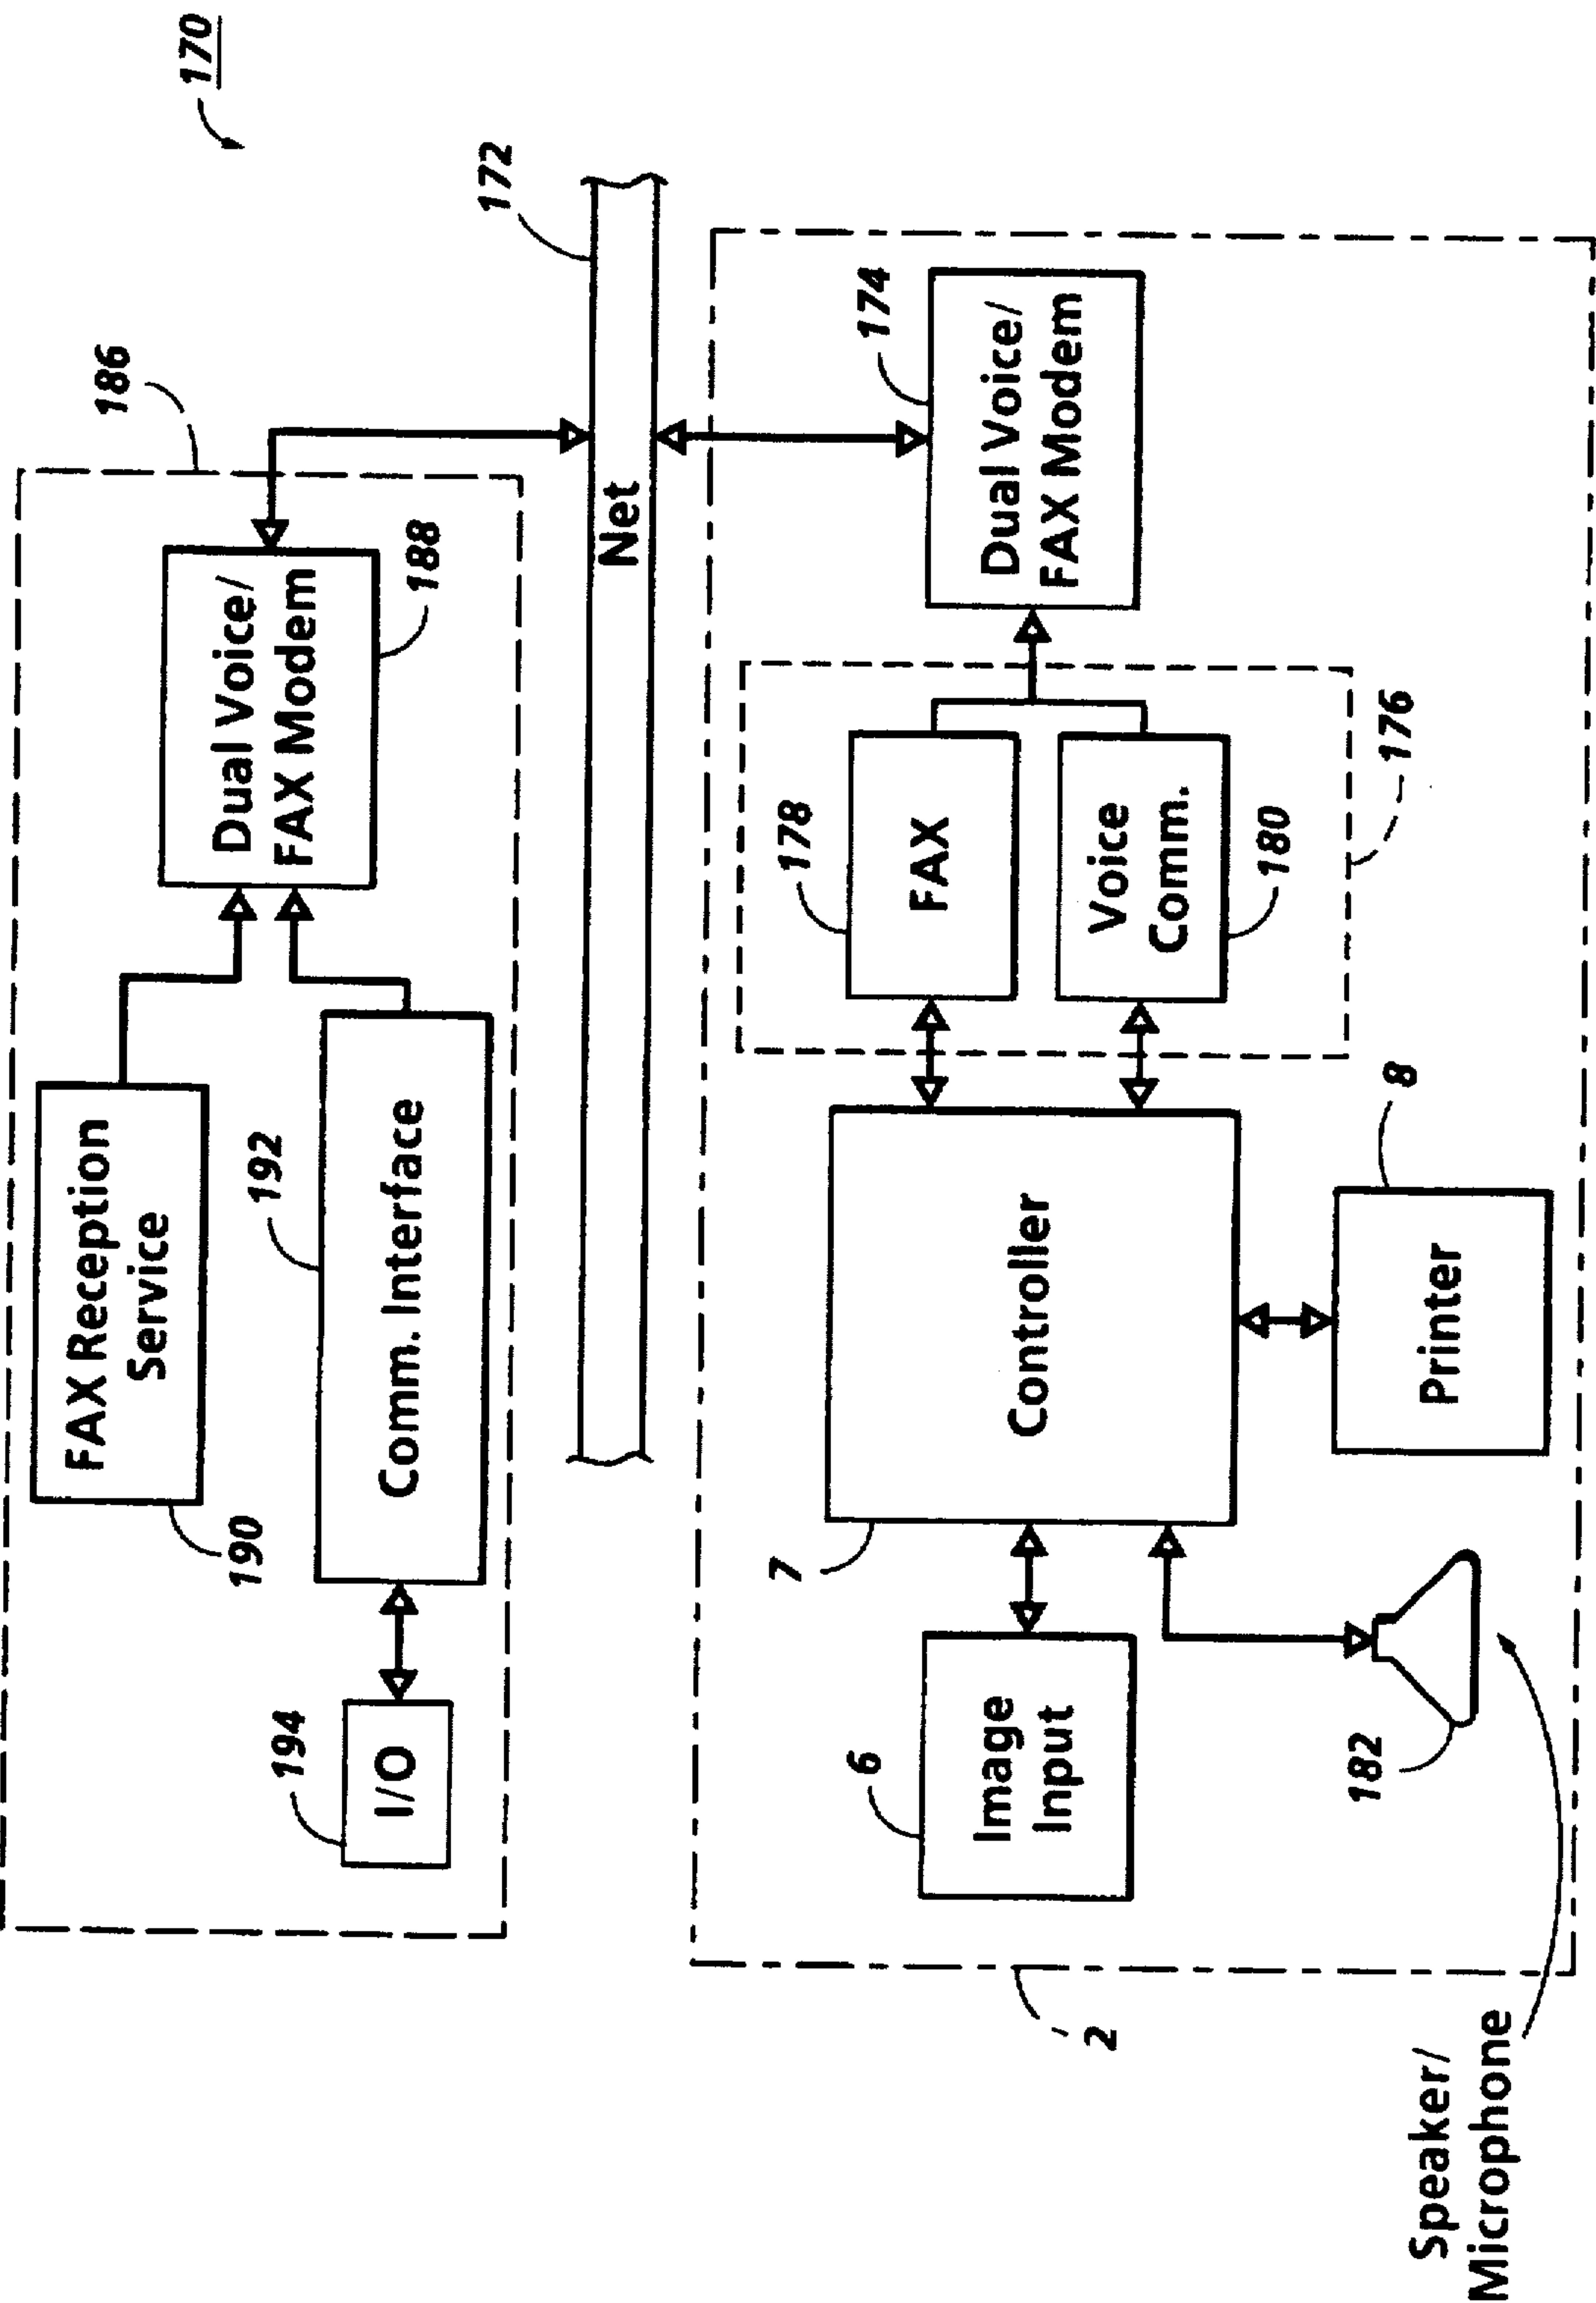 170
186
172
FAX Reception
Service
190
Dual Voice/
FAX Modem
188
192
Comm. Interface
194
I/O
Net
174
Dual Voice/
FAX Modem
178
FAX
Voice
Comm.
180
176
7
Controller
8
Printer
6
Image
Input
182
2
Speaker/
Microphone